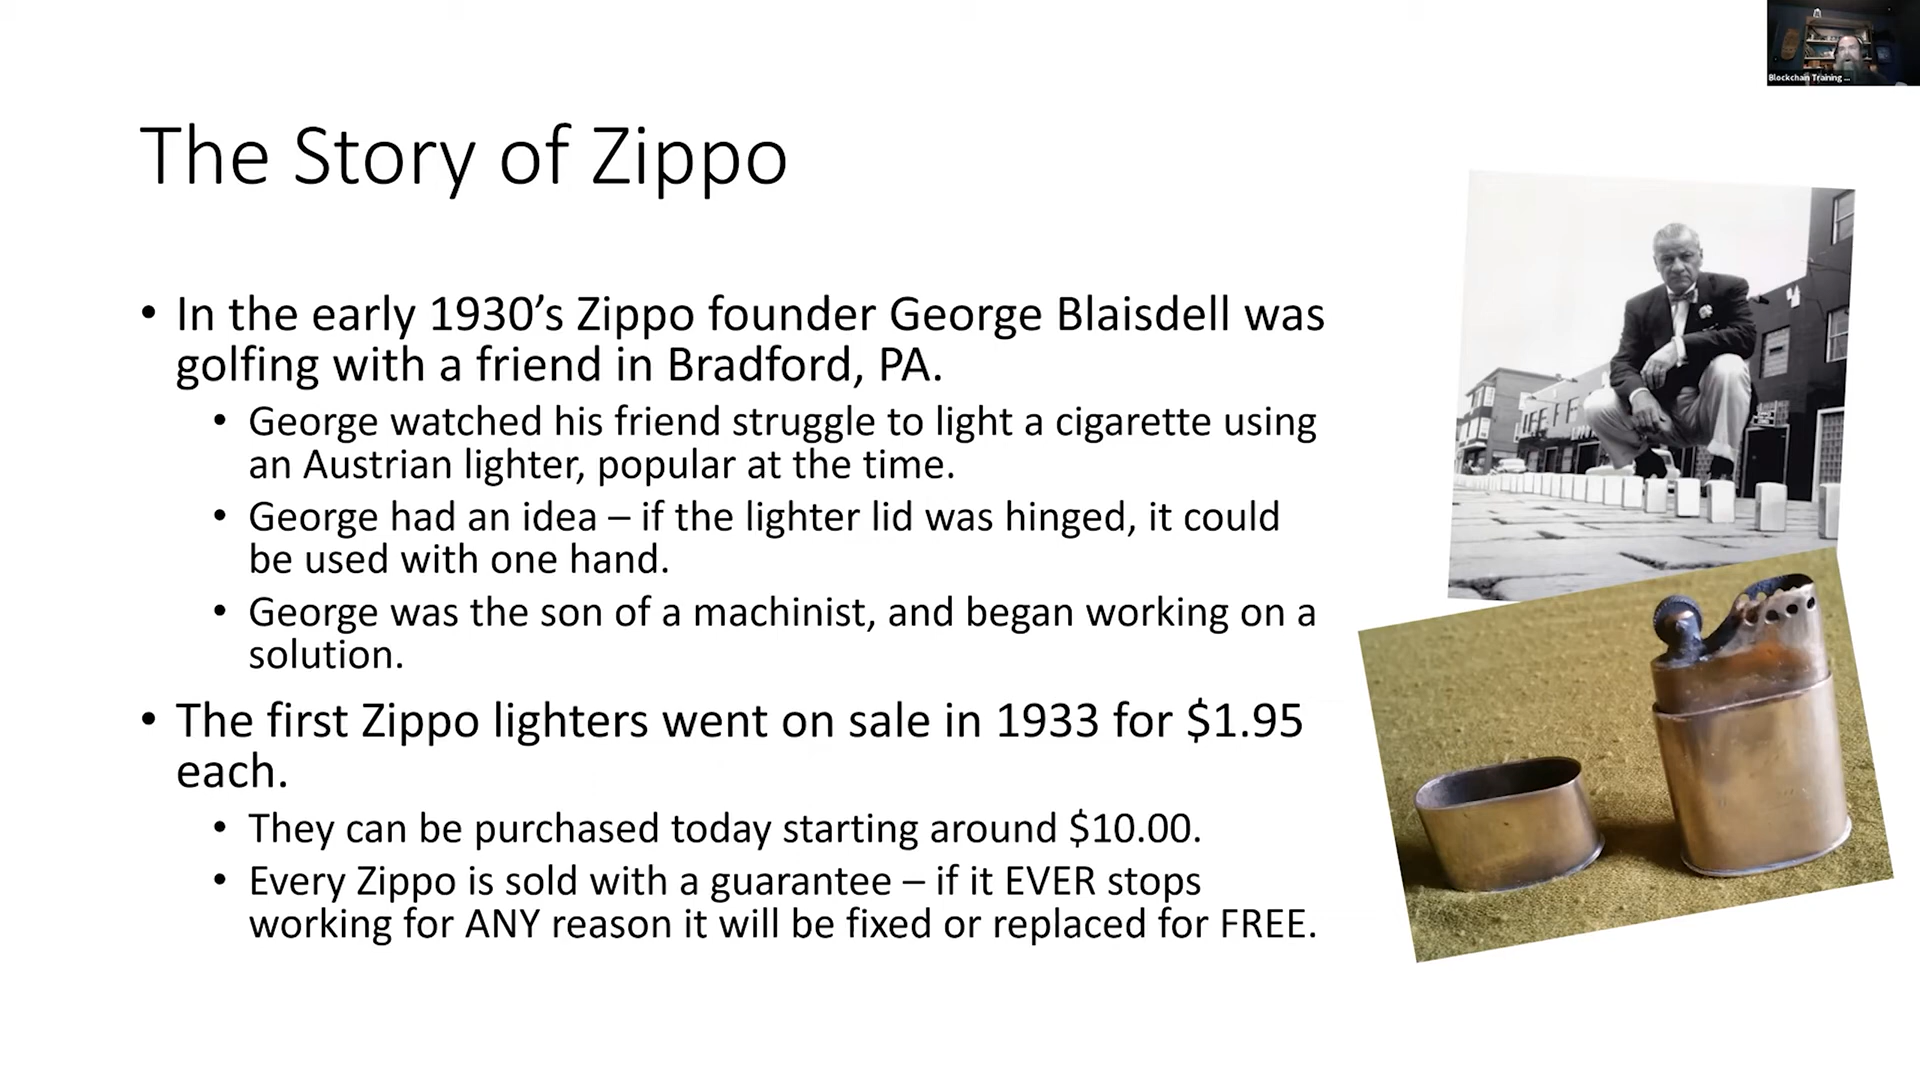 Blockchain Training ...
The Story of Zippo
• In the early 1930’s Zippo founder George Blaisdell was
golfing with a friend in Bradford, PA.
• George watched his friend struggle to light a cigarette using
an Austrian lighter, popular at the time.
• George had an idea – if the lighter lid was hinged, it could
be used with one hand.
• George was the son of a machinist, and began working on a
solution.
• The first Zippo lighters went on sale in 1933 for $1.95
each.
• They can be purchased today starting around $10.00.
• Every Zippo is sold with a guarantee – if it EVER stops
working for ANY reason it will be fixed or replaced for FREE.